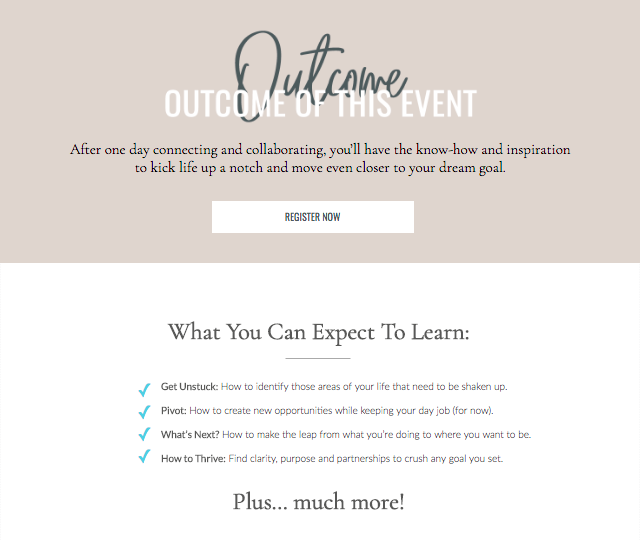 Outcome
OUTCOME OF THIS EVENT
After one day connecting and collaborating, you'll have the know-how and inspiration
to kick life up a notch and move even closer to your dream goal.
REGISTER NOW
What You Can Expect To Learn:
Get Unstuck: How to identify those areas of your life that need to be shaken up.
Pivot: How to create new opportunities while keeping your day job (for now).
What's Next? How to make the leap from what you're doing to where you want to be.
How to Thrive: Find clarity, purpose and partnerships to crush any goal you set.
Plus... much more!